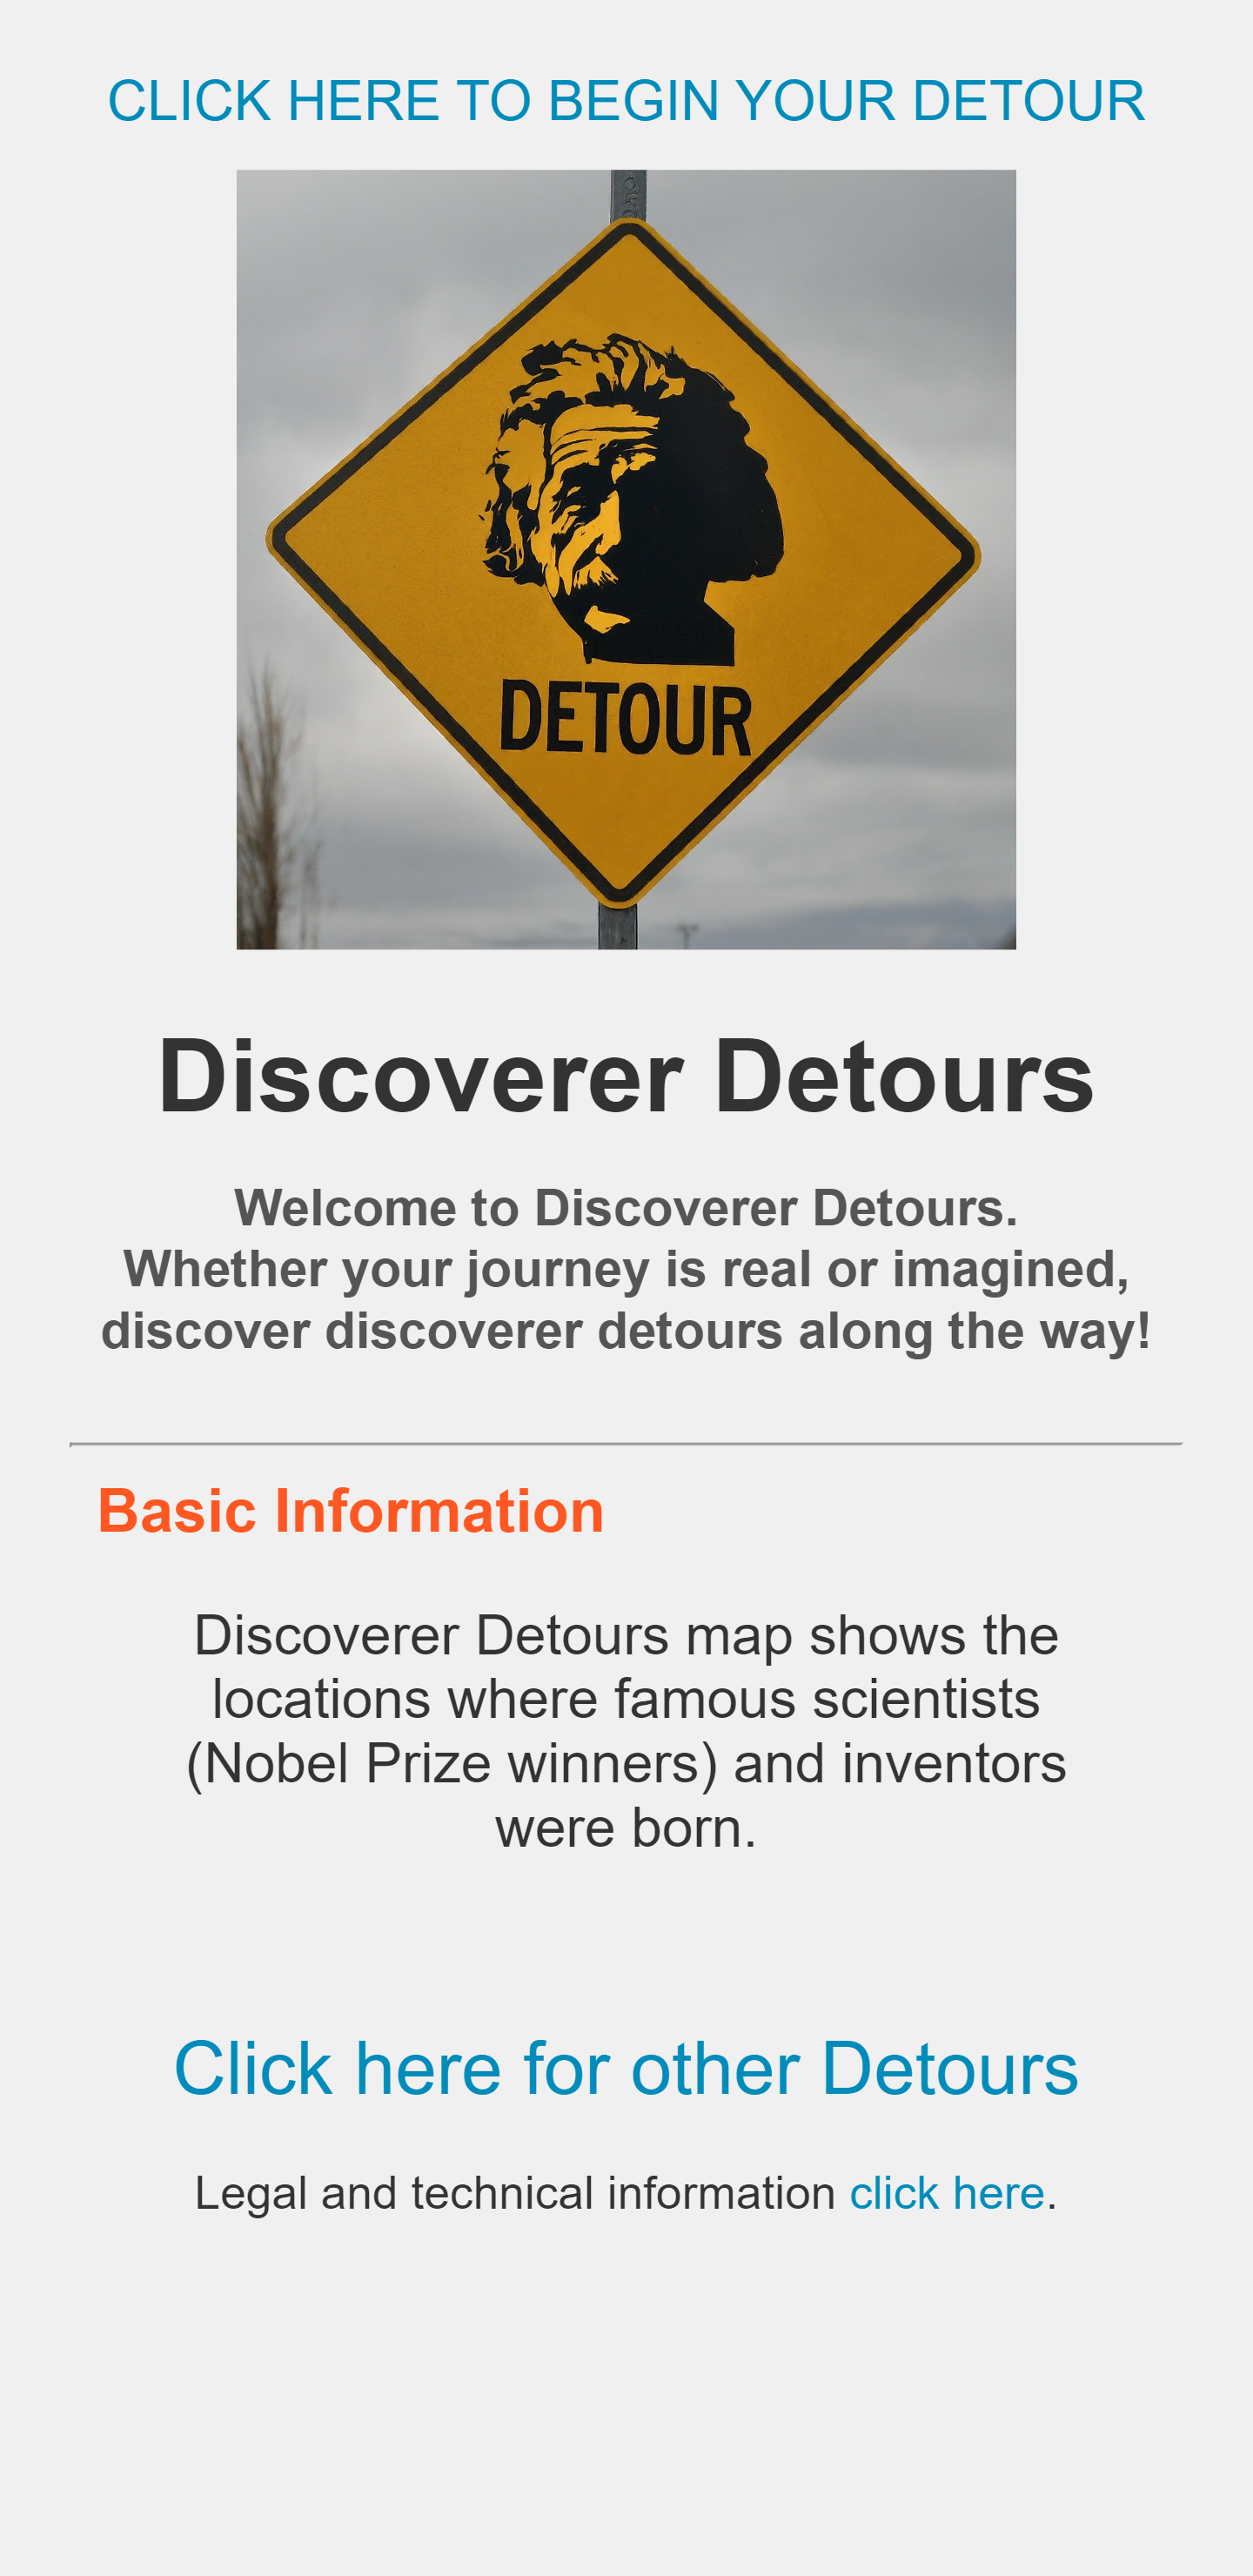 CLICK HERE TO BEGIN YOUR DETOUR
DETOUR
Discoverer Detours
Welcome to Discoverer Detours.
Whether your journey is real or imagined,
discover discoverer detours along the way!
Basic Information
Discoverer Detours map shows the
locations where famous scientists
(Nobel Prize winners) and inventors
were born.
Click here for other Detours
Legal and technical information click here.